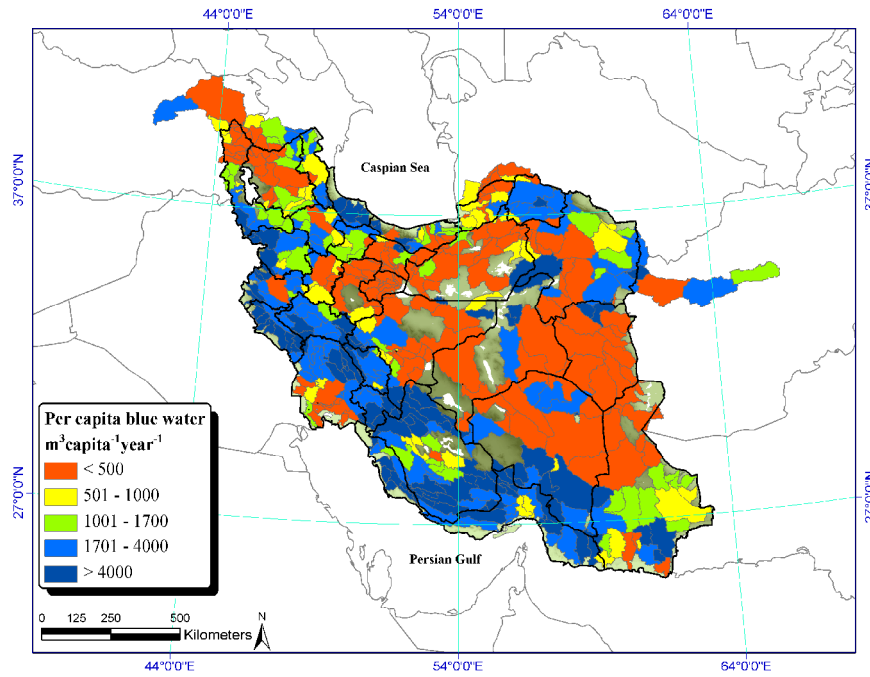 44°0'0"E 54°0'0"E 64°0'0"E
37°0'0"N 37°0'0"N
Caspian Sea
Per capita blue water
m³capita⁻¹year⁻¹
< 500
501 - 1000
1001 - 1700
1701 - 4000
> 4000
27°0'0"N 27°0'0"N
Persian Gulf
N
0 125 250 500
Kilometers
44°0'0"E 54°0'0"E 64°0'0"E